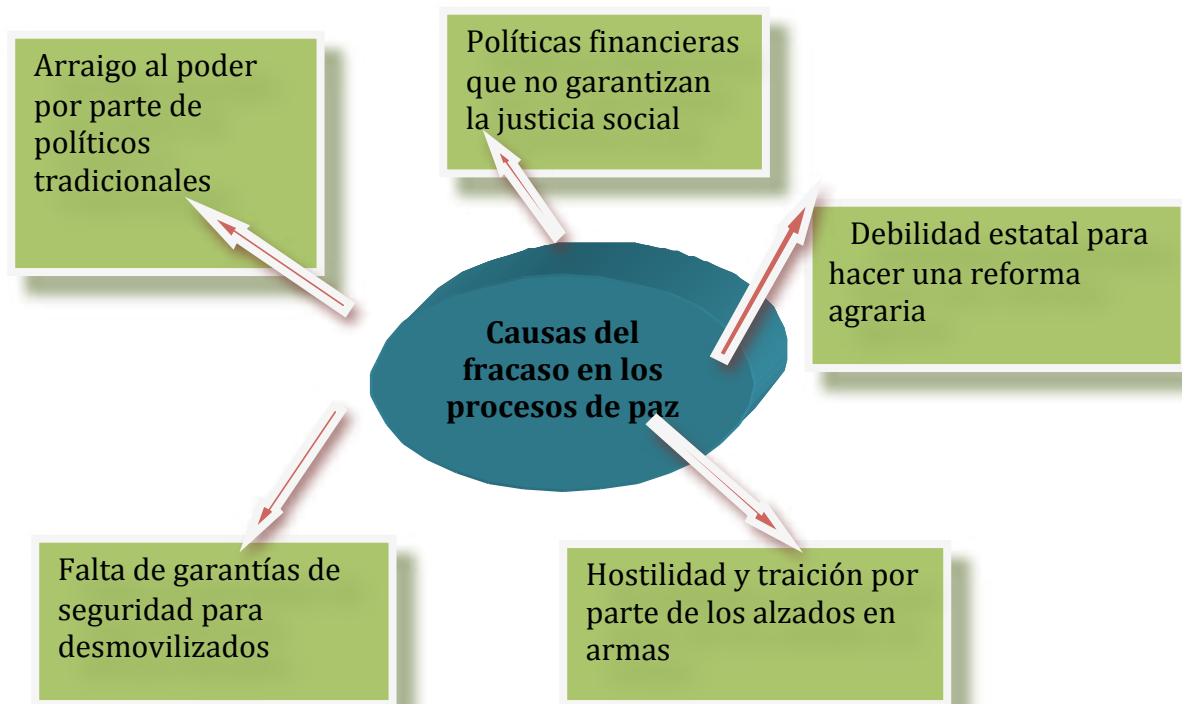 Arraigo al poder
por parte de
políticos
tradicionales
Políticas financieras
que no garantizan
la justicia social
Debilidad estatal para
hacer una reforma
agraria
Causas del
fracaso en los
procesos de paz
Falta de garantías de
seguridad para
desmovilizados
Hostilidad y traición por
parte de los alzados en
armas